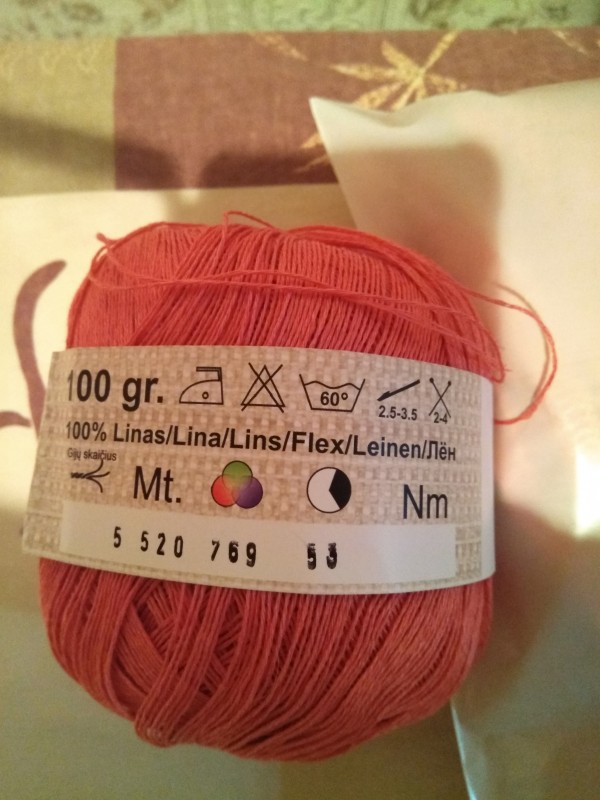 100 gr. 60° 2.5-3.5 2-4
100% Linas/Lina/Lins/Flex/Leinen/Лён
Gijų skaičius
Mt. Nm
5 520 769 53